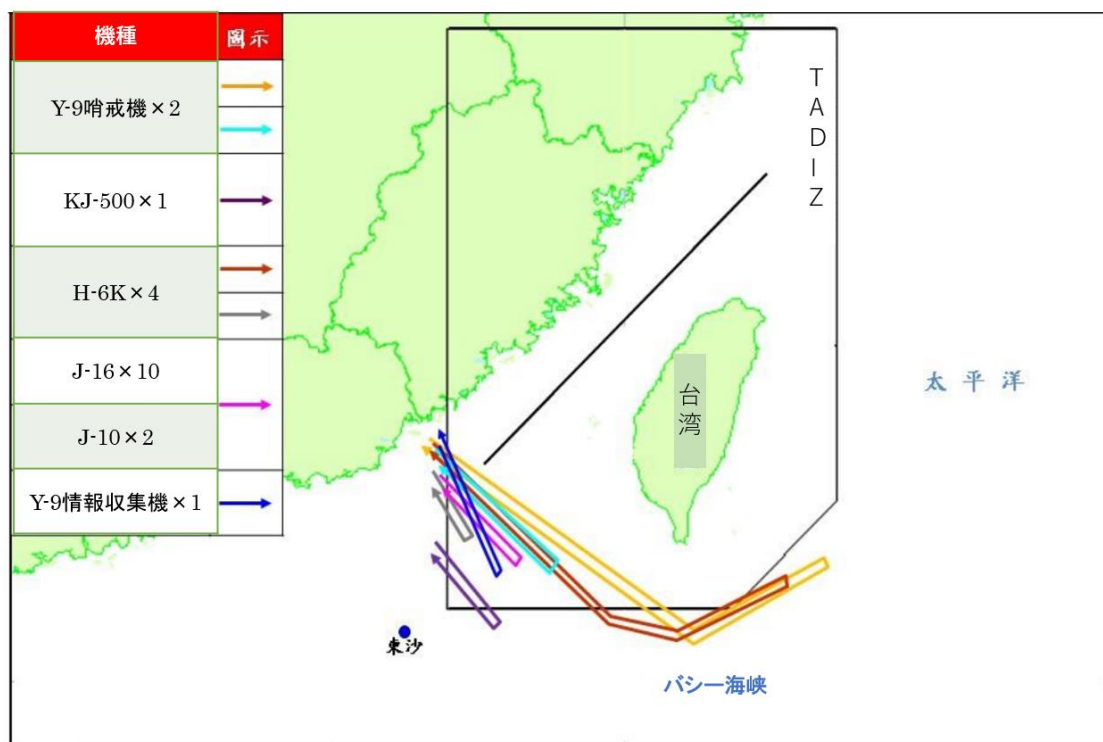 機種
圖示
Y-9哨戒機×2
KJ-500×1
H-6K×4
J-16×10
J-10×2
Y-9情報収集機×1
TADIZ
台湾
太平洋
東沙
バシー海峡